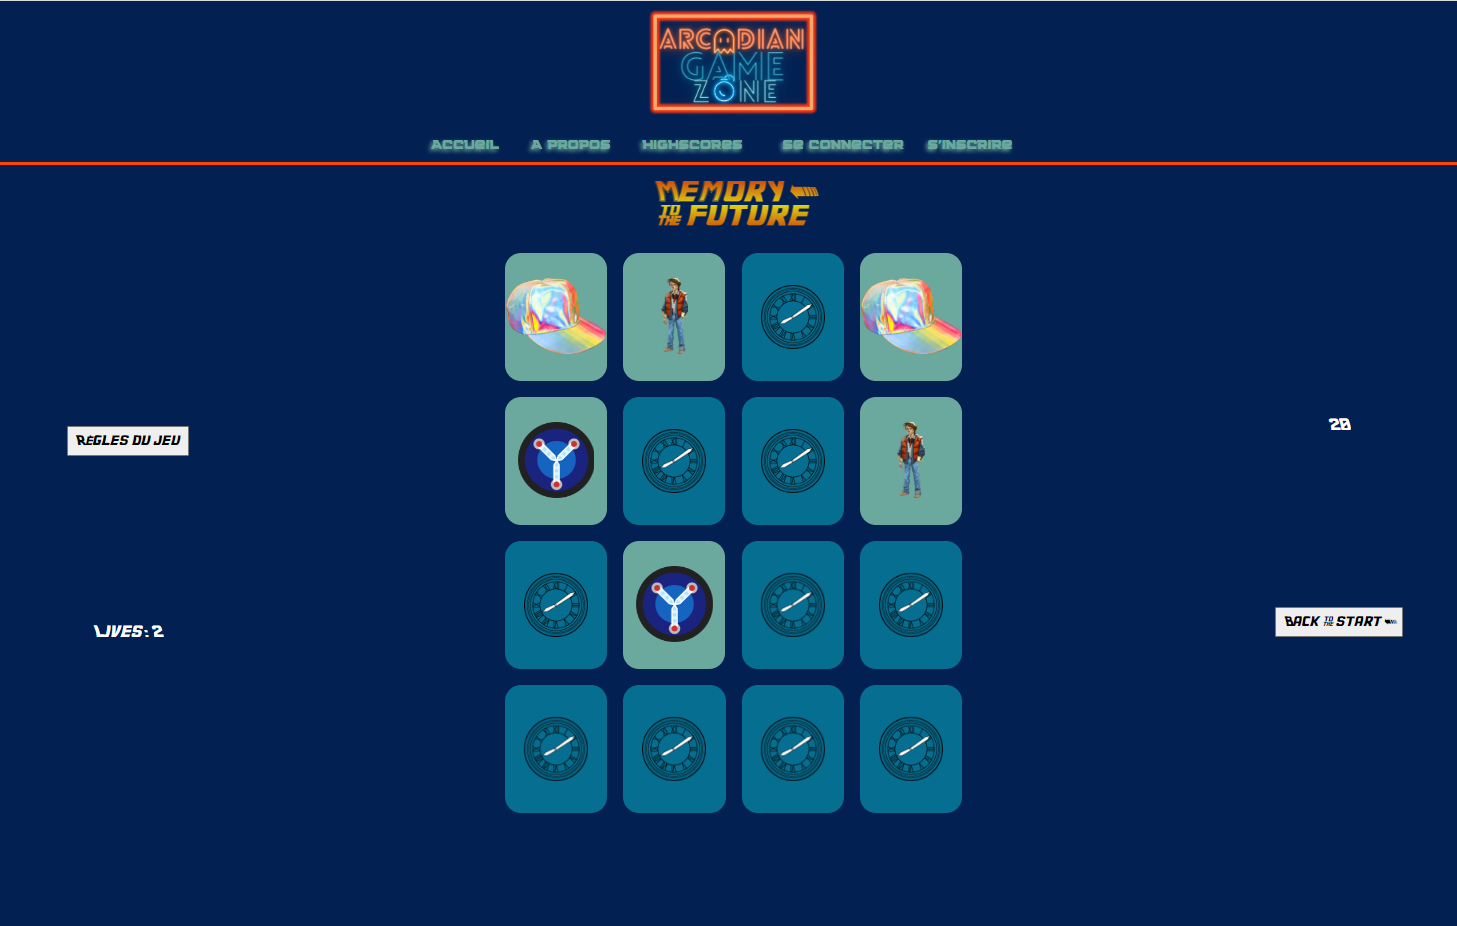 ARCADIAN
GAME
ZONE
ACCUEIL A PROPOS HIGHSCORES SE CONNECTER S'INSCRIRE
MEMORY
TO THE FUTURE
RÈGLES DU JEU
20
LIVES: 2
BACK TO THE START